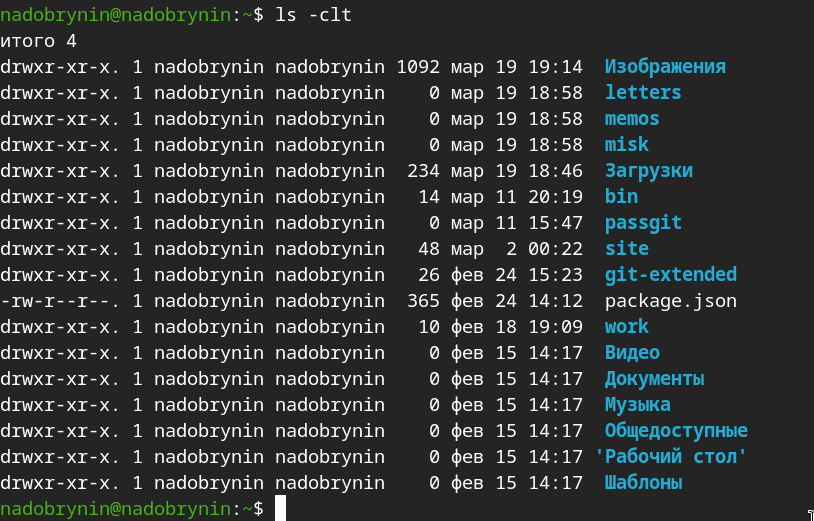 nadobrynin@nadobrynin:~$ ls -clt
итого 4
drwxr-xr-x. 1 nadobrynin nadobrynin 1092 мар 19 19:14  Изображения
drwxr-xr-x. 1 nadobrynin nadobrynin    0 мар 19 18:58  letters
drwxr-xr-x. 1 nadobrynin nadobrynin    0 мар 19 18:58  memos
drwxr-xr-x. 1 nadobrynin nadobrynin    0 мар 19 18:58  misk
drwxr-xr-x. 1 nadobrynin nadobrynin  234 мар 19 18:46  Загрузки
drwxr-xr-x. 1 nadobrynin nadobrynin   14 мар 11 20:19  bin
drwxr-xr-x. 1 nadobrynin nadobrynin    0 мар 11 15:47  passgit
drwxr-xr-x. 1 nadobrynin nadobrynin   48 мар  2 00:22  site
drwxr-xr-x. 1 nadobrynin nadobrynin   26 фев 24 15:23  git-extended
-rw-r--r--. 1 nadobrynin nadobrynin  365 фев 24 14:12  package.json
drwxr-xr-x. 1 nadobrynin nadobrynin   10 фев 18 19:09  work
drwxr-xr-x. 1 nadobrynin nadobrynin    0 фев 15 14:17  Видео
drwxr-xr-x. 1 nadobrynin nadobrynin    0 фев 15 14:17  Документы
drwxr-xr-x. 1 nadobrynin nadobrynin    0 фев 15 14:17  Музыка
drwxr-xr-x. 1 nadobrynin nadobrynin    0 фев 15 14:17  Общедоступные
drwxr-xr-x. 1 nadobrynin nadobrynin    0 фев 15 14:17 'Рабочий стол'
drwxr-xr-x. 1 nadobrynin nadobrynin    0 фев 15 14:17  Шаблоны
nadobrynin@nadobrynin:~$